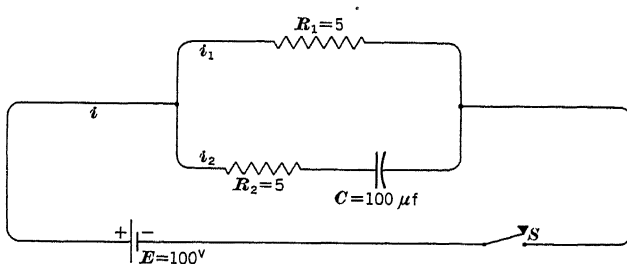 R₁=5
i₁
i
i₂
R₂=5
C=100 μf
+ −
E=100ⱽ
S